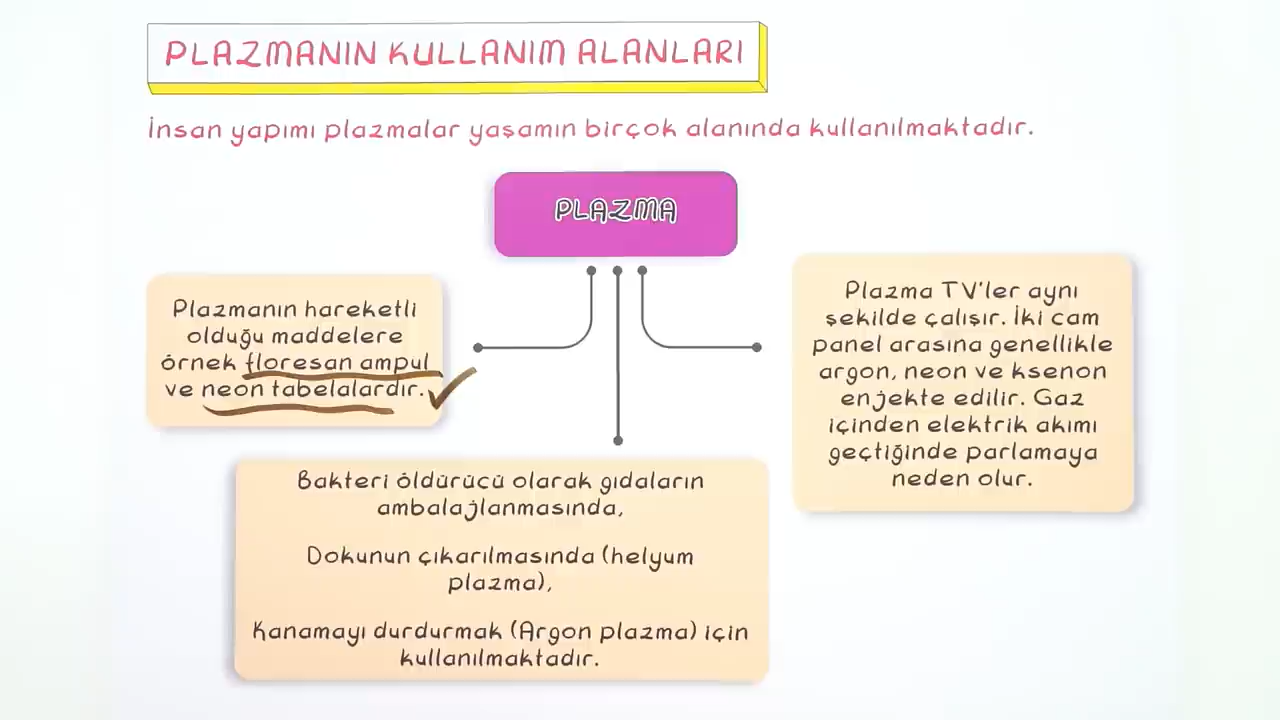 PLAZMANIN KULLANIM ALANLARI
İnsan yapımı plazmalar yaşamın birçok alanında kullanılmaktadır.
PLAZMA
Plazmanın hareketli
olduğu maddelere
örnek floresan ampul
ve neon tabelalardır.
Bakteri öldürücü olarak gıdaların
ambalajlanmasında,
Dokunun çıkarılmasında (helyum
plazma),
Kanamayı durdurmak (Argon plazma) için
kullanılmaktadır.
Plazma TV'ler aynı
şekilde çalışır. İki cam
panel arasına genellikle
argon, neon ve ksenon
enjekte edilir. Gaz
içinden elektrik akımı
geçtiğinde parlamaya
neden olur.